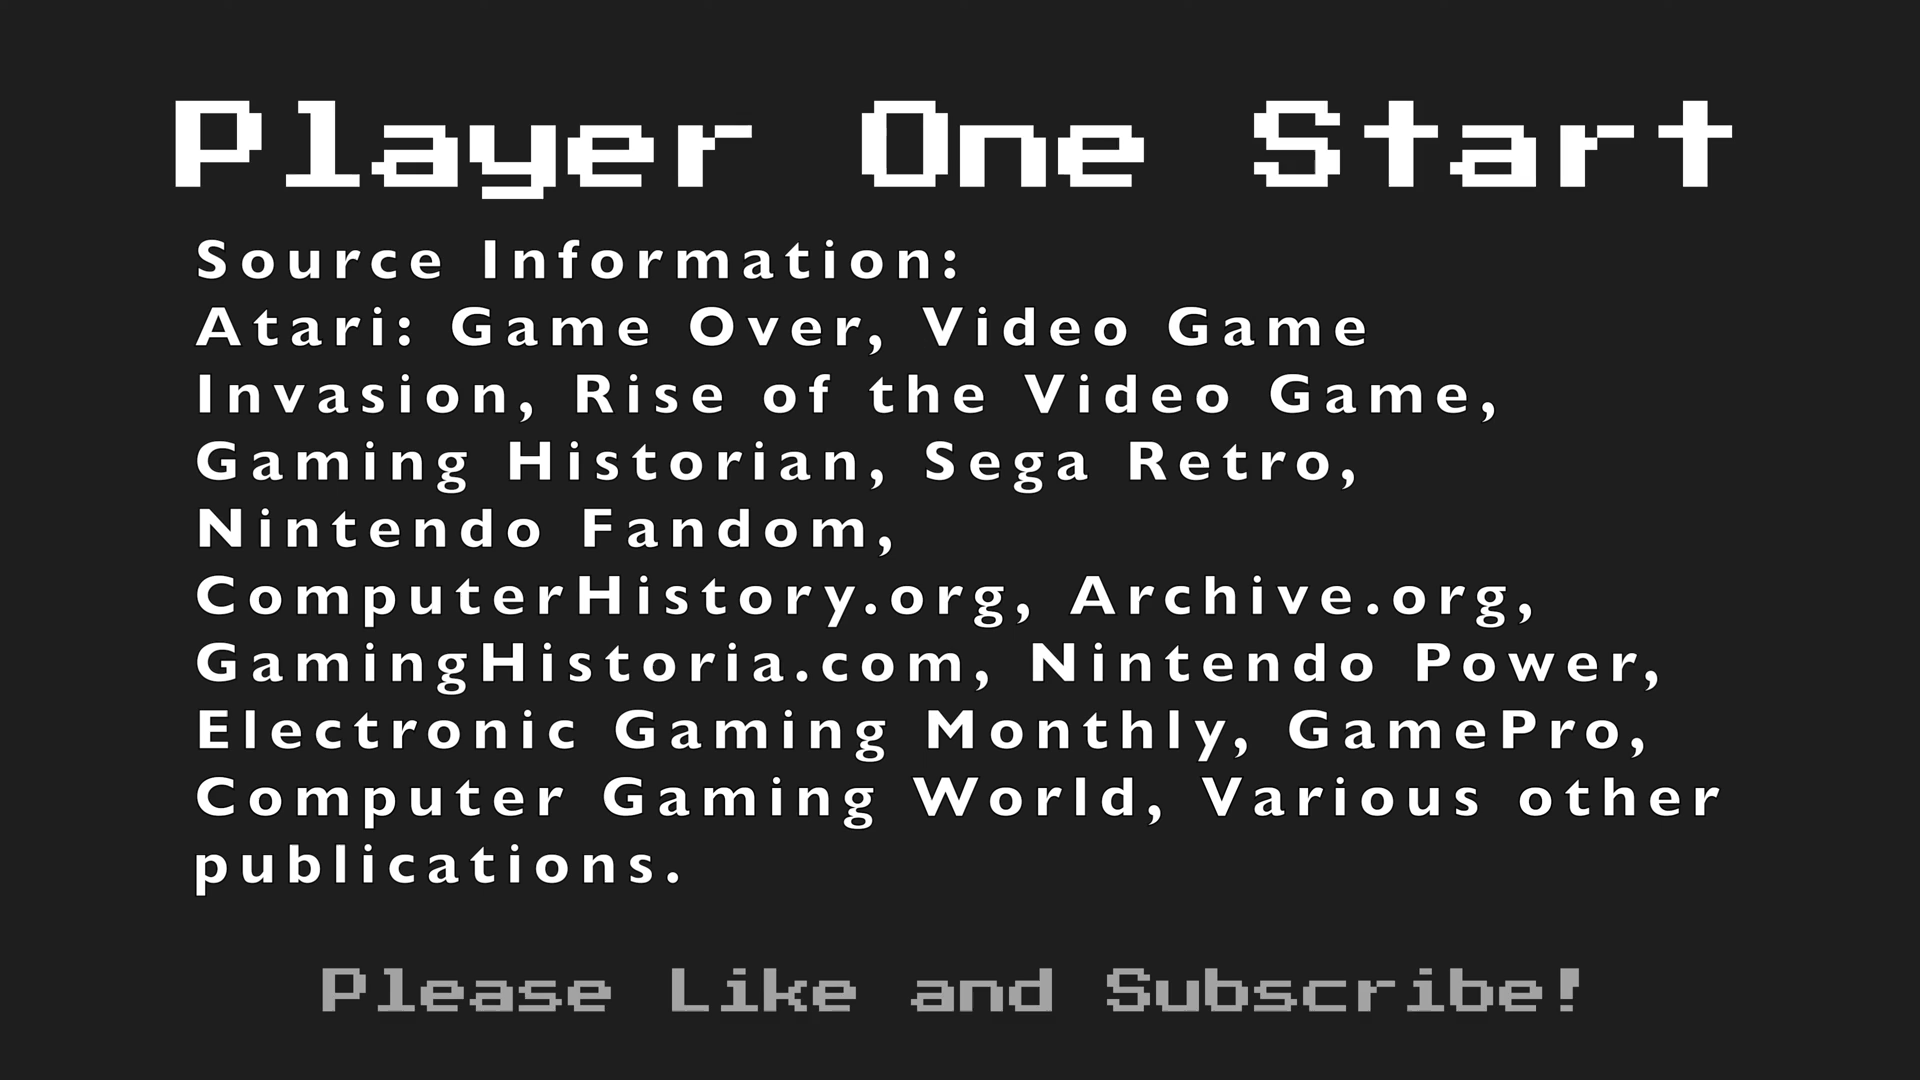 Player One Start
Source Information:
Atari: Game Over, Video Game
Invasion, Rise of the Video Game,
Gaming Historian, Sega Retro,
Nintendo Fandom,
ComputerHistory.org, Archive.org,
GamingHistoria.com, Nintendo Power,
Electronic Gaming Monthly, GamePro,
Computer Gaming World, Various other
publications.
Please Like and Subscribe!